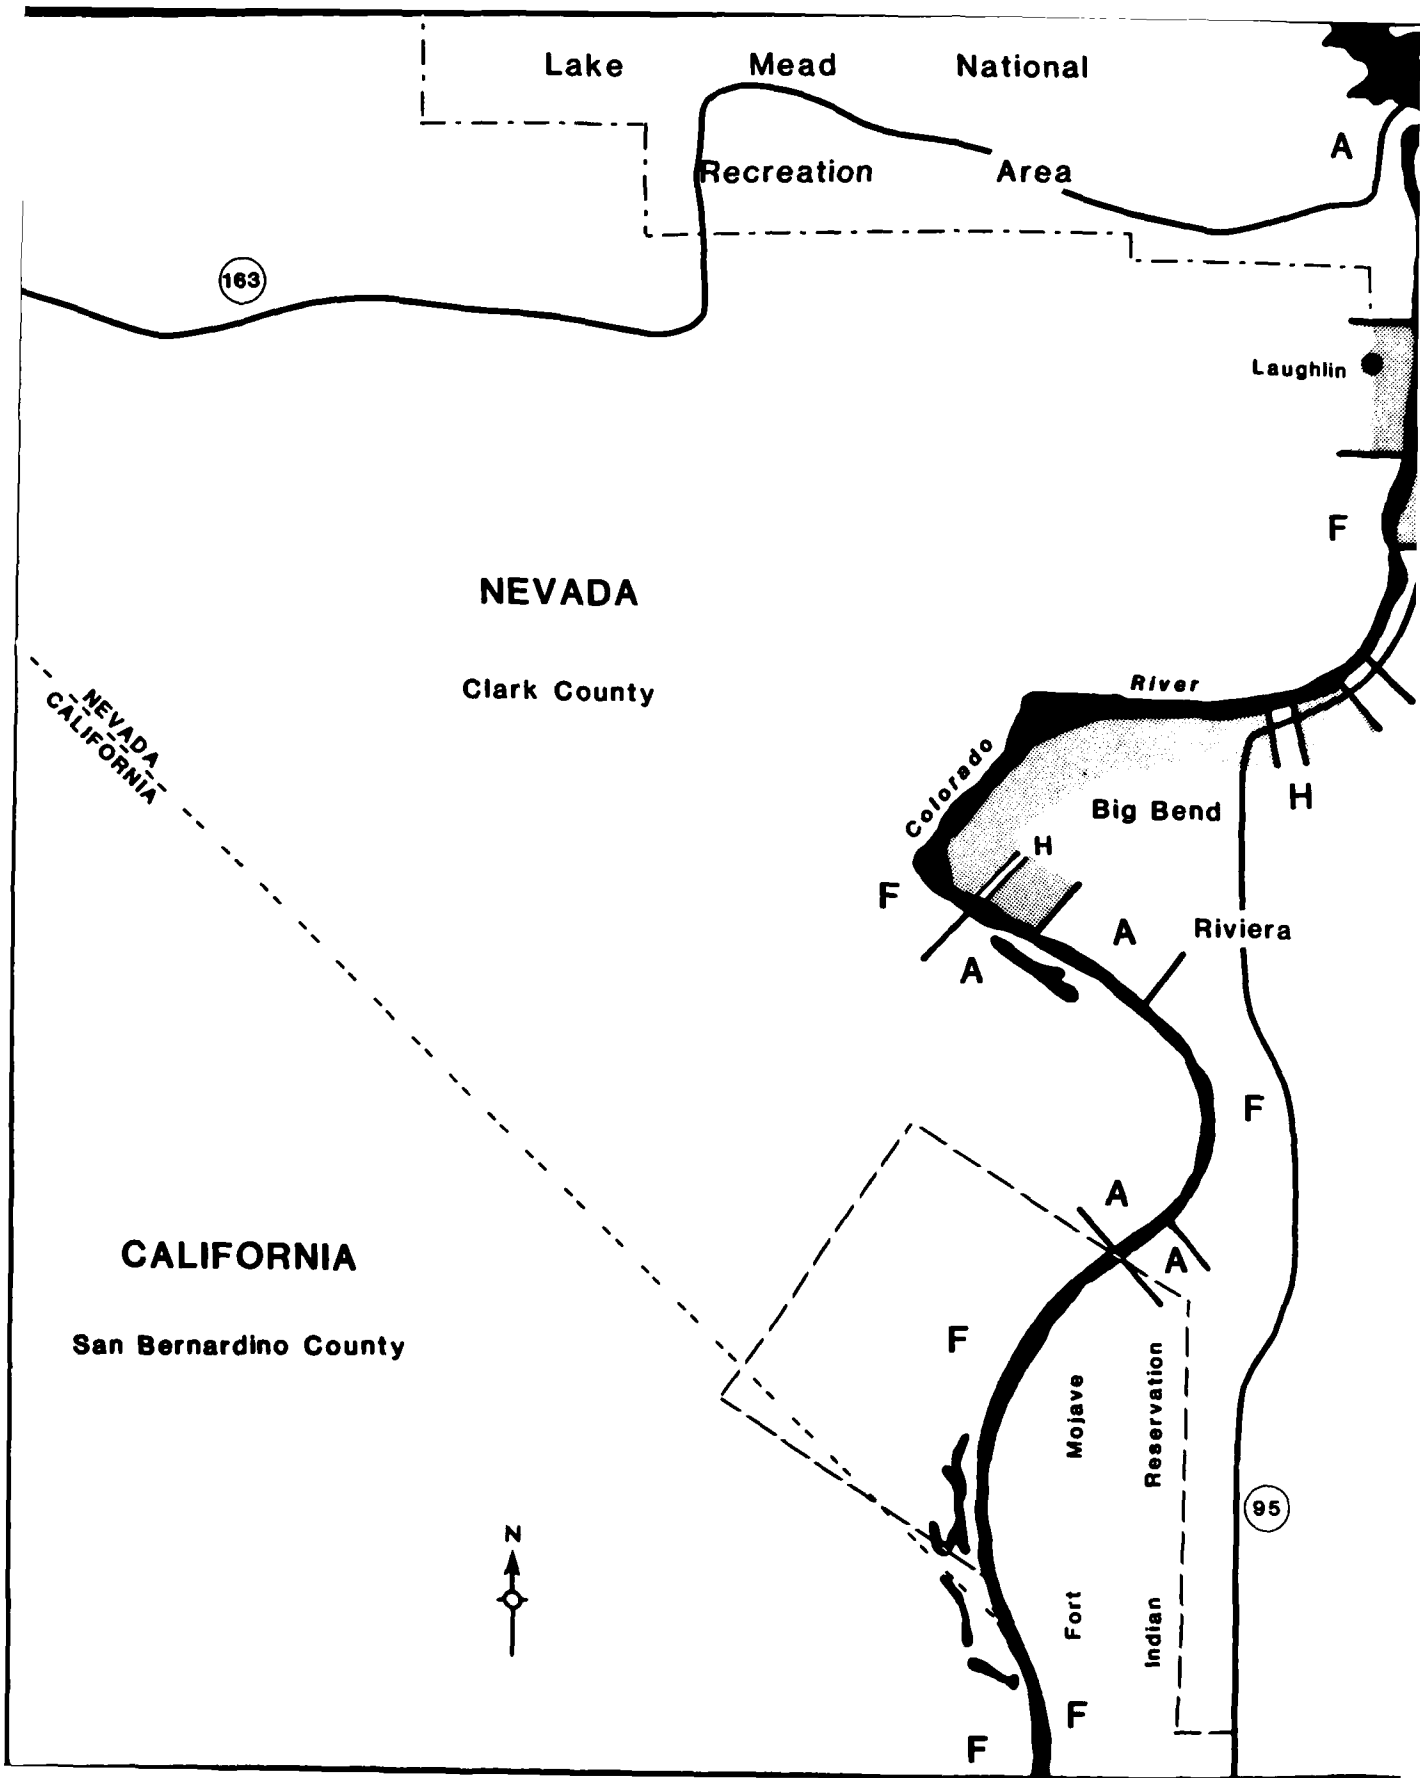 Lake Mead National
A
Recreation Area
163
Laughlin
F
NEVADA
River
Clark County
NEVADA
CALIFORNIA
Colorado
H
Big Bend
H
F
A
Riviera
A
F
A
CALIFORNIA
A
F
San Bernardino County
Mojave
Reservation
95
N
Fort
Indian
F
F